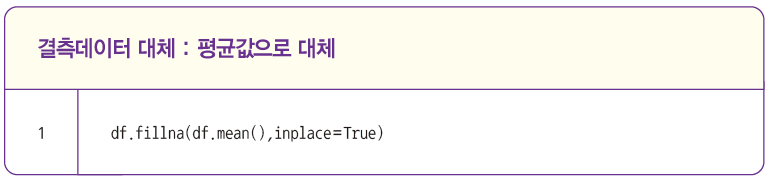 결측데이터 대체 : 평균값으로 대체
1 df.fillna(df.mean(),inplace=True)